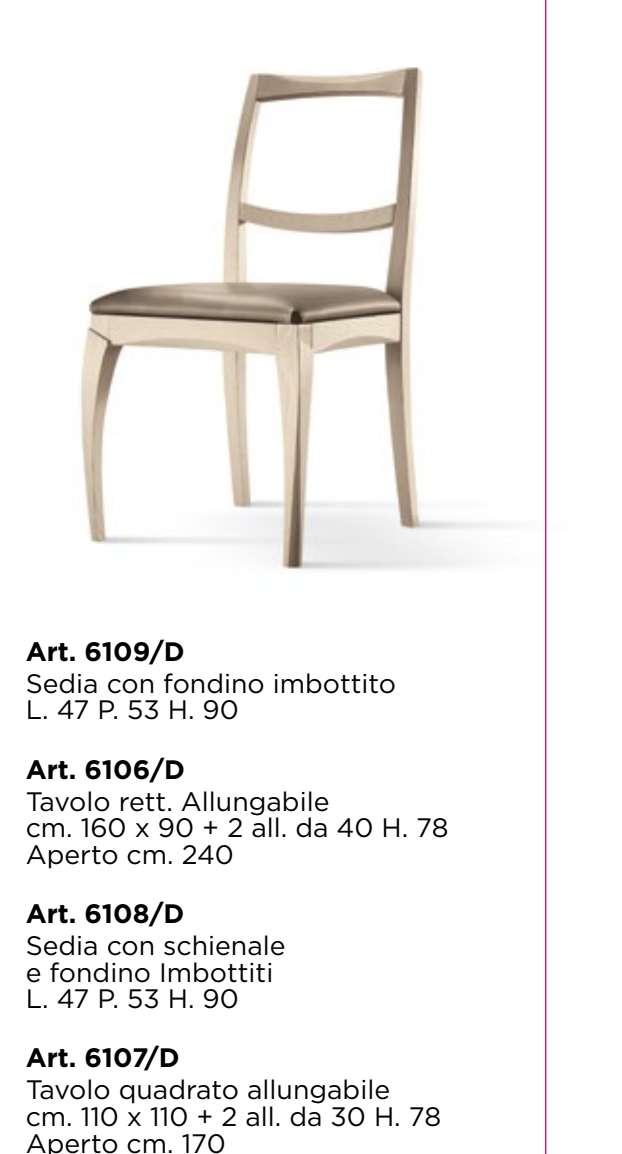 Art. 6109/D
Sedia con fondino imbottito
L. 47 P. 53 H. 90
Art. 6106/D
Tavolo rett. Allungabile
cm. 160 x 90 + 2 all. da 40 H. 78
Aperto cm. 240
Art. 6108/D
Sedia con schienale
e fondino Imbottiti
L. 47 P. 53 H. 90
Art. 6107/D
Tavolo quadrato allungabile
cm. 110 x 110 + 2 all. da 30 H. 78
Aperto cm. 170